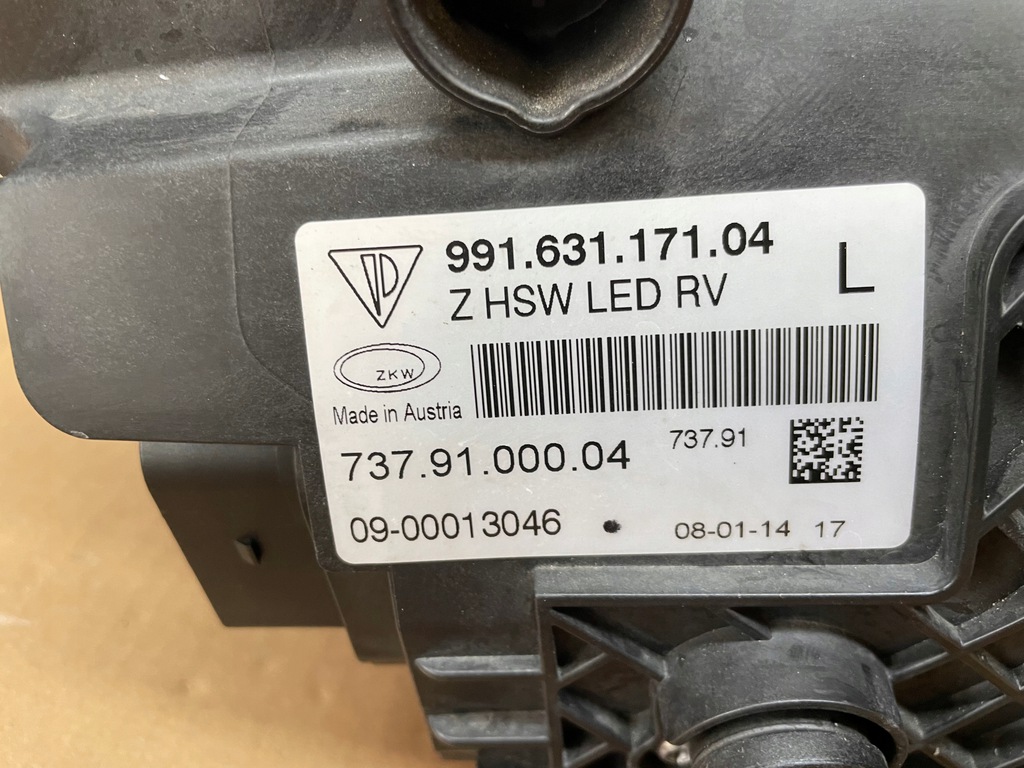 991.631.171.04
Z HSW LED RV
L
ZKW
Made in Austria
737.91.000.04
737.91
09-00013046
08-01-14 17